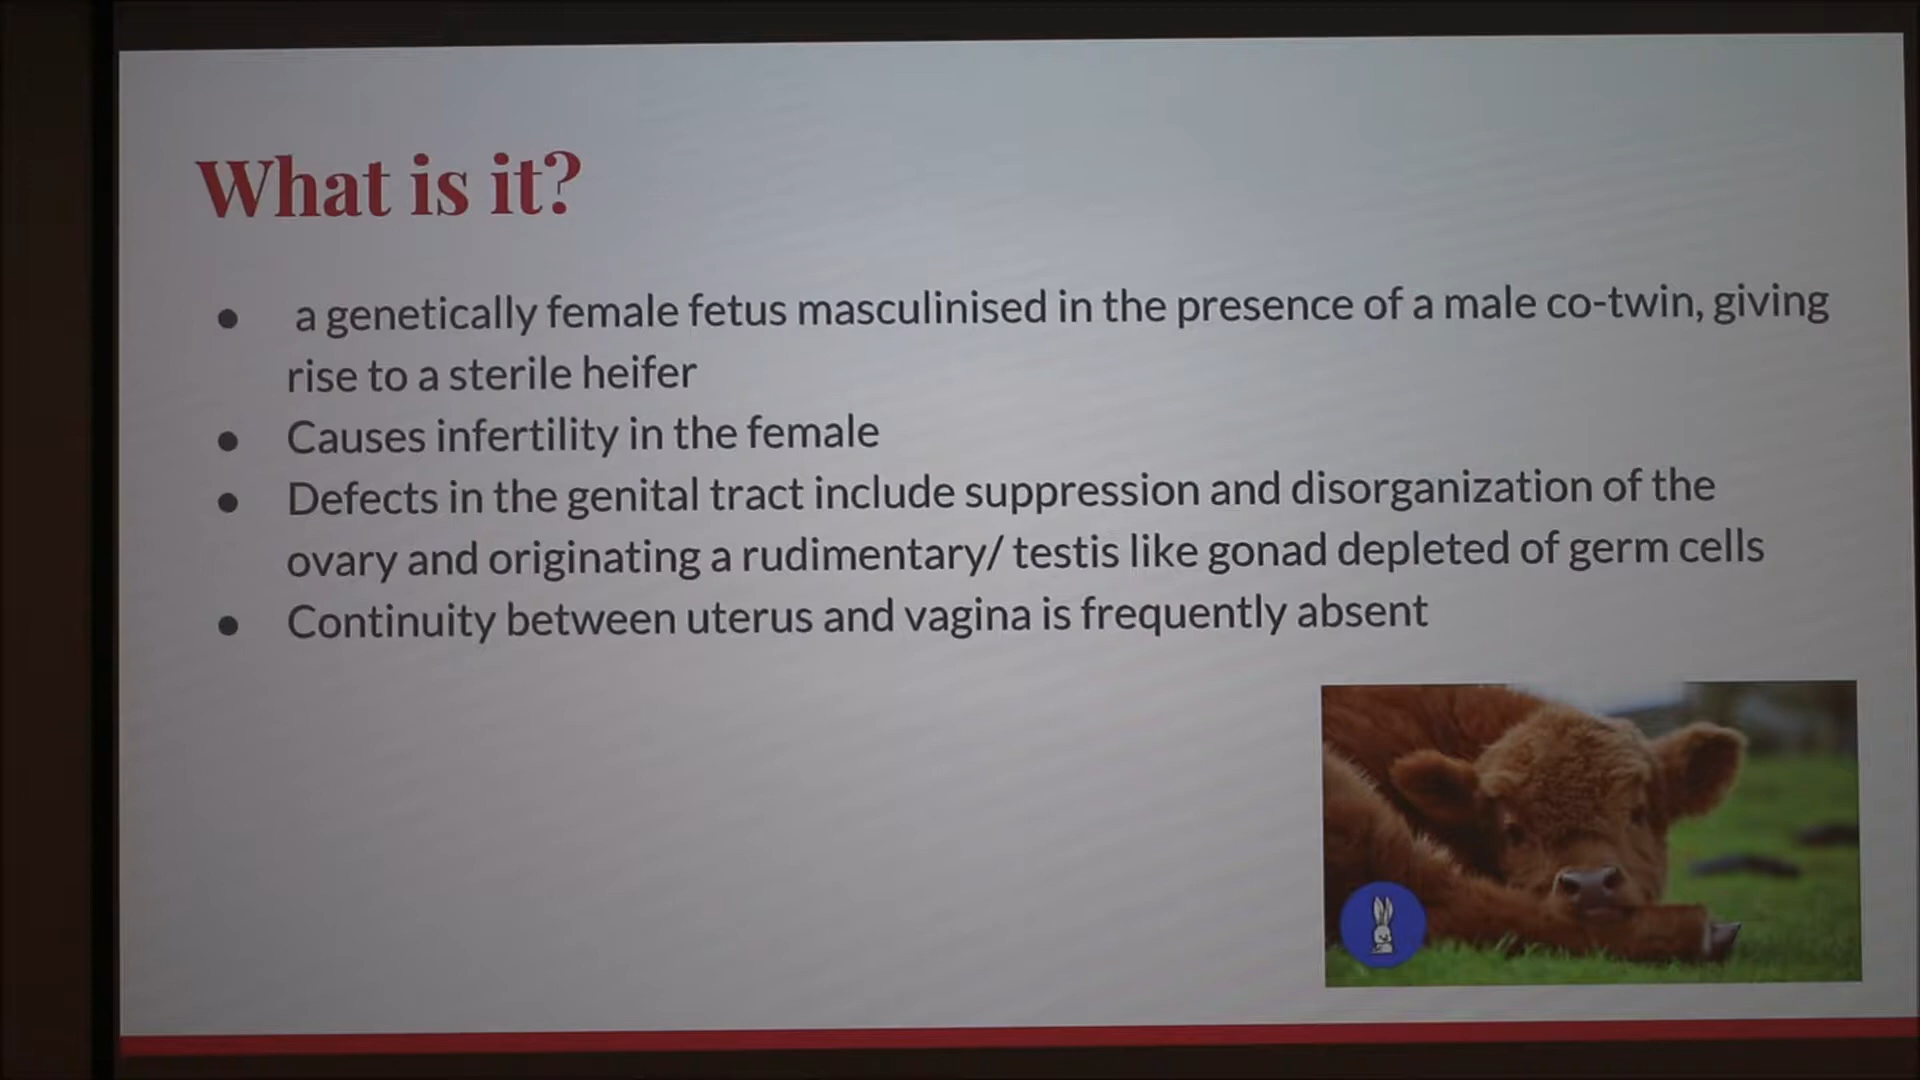 What is it?
● a genetically female fetus masculinised in the presence of a male co-twin, giving
rise to a sterile heifer
● Causes infertility in the female
● Defects in the genital tract include suppression and disorganization of the
ovary and originating a rudimentary/ testis like gonad depleted of germ cells
● Continuity between uterus and vagina is frequently absent